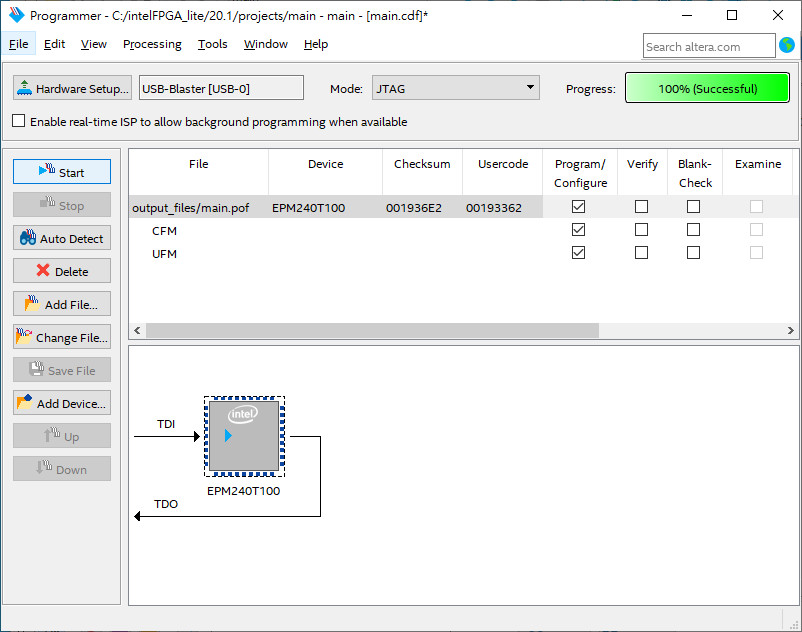 Programmer - C:/intelFPGA_lite/20.1/projects/main - main - [main.cdf]*
File Edit View Processing Tools Window Help
Search altera.com
Hardware Setup... USB-Blaster [USB-0] Mode: JTAG Progress: 100% (Successful)
Enable real-time ISP to allow background programming when available
Start
Stop
Auto Detect
Delete
Add File...
Change File...
Save File
Add Device...
Up
Down
File Device Checksum Usercode Program/ Verify Blank- Examine
Configure Check
output_files/main.pof EPM240T100 001936E2 00193362
CFM
UFM
TDI
intel
EPM240T100
TDO